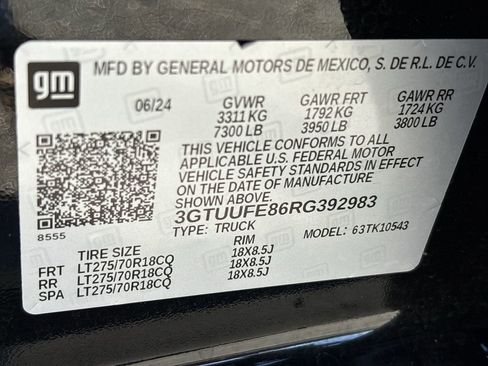 gm
MFD BY GENERAL MOTORS DE MEXICO, S. DE R.L. DE C.V.
06/24 GVWR GAWR FRT GAWR RR
3311 KG 1792 KG 1724 KG
7300 LB 3950 LB 3800 LB
THIS VEHICLE CONFORMS TO ALL
APPLICABLE U.S. FEDERAL MOTOR
VEHICLE SAFETY STANDARDS IN EFFECT
ON THE DATE OF MANUFACTURE SHOWN ABOVE.
3GTUUFE86RG392983
8555
TYPE: TRUCK MODEL: 63TK10543
TIRE SIZE RIM
FRT LT275/70R18CQ 18X8.5J
RR LT275/70R18CQ 18X8.5J
SPA LT275/70R18CQ 18X8.5J